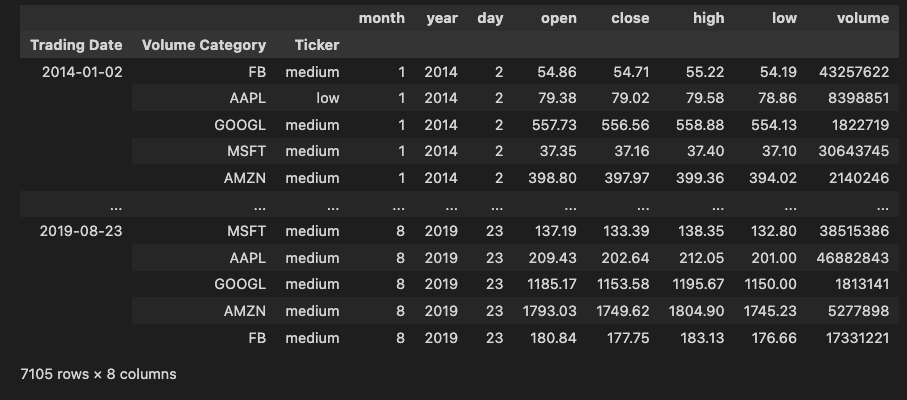 month year day open close high low volume
Trading Date Volume Category Ticker
2014-01-02 FB medium 1 2014 2 54.86 54.71 55.22 54.19 43257622
AAPL low 1 2014 2 79.38 79.02 79.58 78.86 8398851
GOOGL medium 1 2014 2 557.73 556.56 558.88 554.13 1822719
MSFT medium 1 2014 2 37.35 37.16 37.40 37.10 30643745
AMZN medium 1 2014 2 398.80 397.97 399.36 394.02 2140246
... ... ... ... ... ... ... ... ... ... ...
2019-08-23 MSFT medium 8 2019 23 137.19 133.39 138.35 132.80 38515386
AAPL medium 8 2019 23 209.43 202.64 212.05 201.00 46882843
GOOGL medium 8 2019 23 1185.17 1153.58 1195.67 1150.00 1813141
AMZN medium 8 2019 23 1793.03 1749.62 1804.90 1745.23 5277898
FB medium 8 2019 23 180.84 177.75 183.13 176.66 17331221
7105 rows × 8 columns